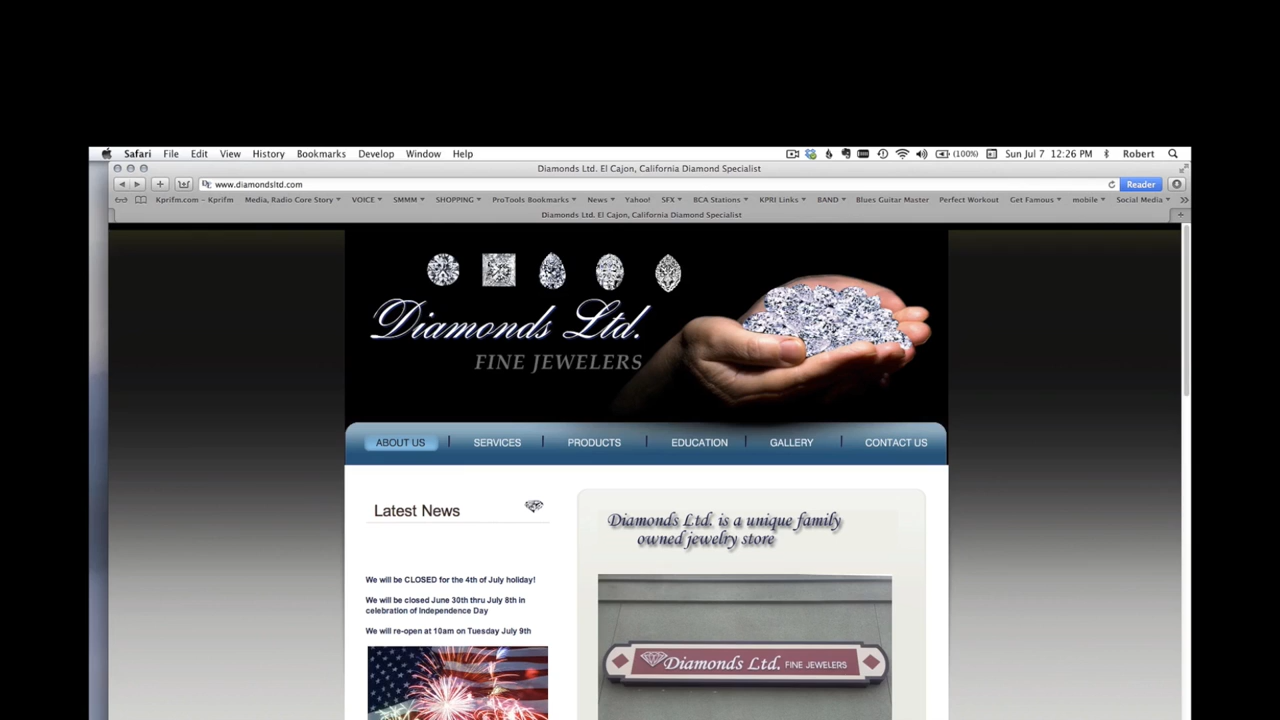 Safari File Edit View History Bookmarks Develop Window Help (100%) Sun Jul 7 12:26 PM Robert
Diamonds Ltd. El Cajon, California Diamond Specialist
www.diamondsltd.com Reader
Kprifm.com – Kprifm Media, Radio Core Story VOICE SMMM SHOPPING ProTools Bookmarks News Yahoo! SFX BCA Stations KPRI Links BAND Blues Guitar Master Perfect Workout Get Famous mobile Social Media
Diamonds Ltd. El Cajon, California Diamond Specialist
Diamonds Ltd.
FINE JEWELERS
ABOUT US SERVICES PRODUCTS EDUCATION GALLERY CONTACT US
Latest News
We will be CLOSED for the 4th of July holiday!
We will be closed June 30th thru July 8th in
celebration of Independence Day
We will re-open at 10am on Tuesday July 9th
Diamonds Ltd. is a unique family
owned jewelry store
Diamonds Ltd. FINE JEWELERS